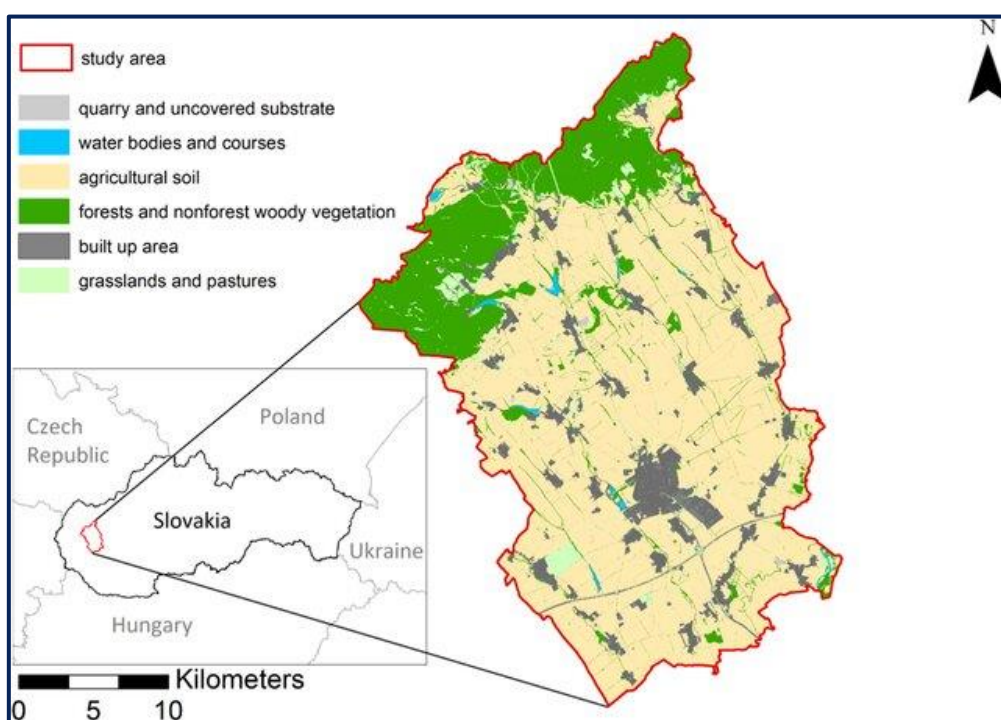 N
study area
quarry and uncovered substrate
water bodies and courses
agricultural soil
forests and nonforest woody vegetation
built up area
grasslands and pastures
Czech
Republic
Poland
Slovakia
Ukraine
Hungary
Kilometers
0 5 10